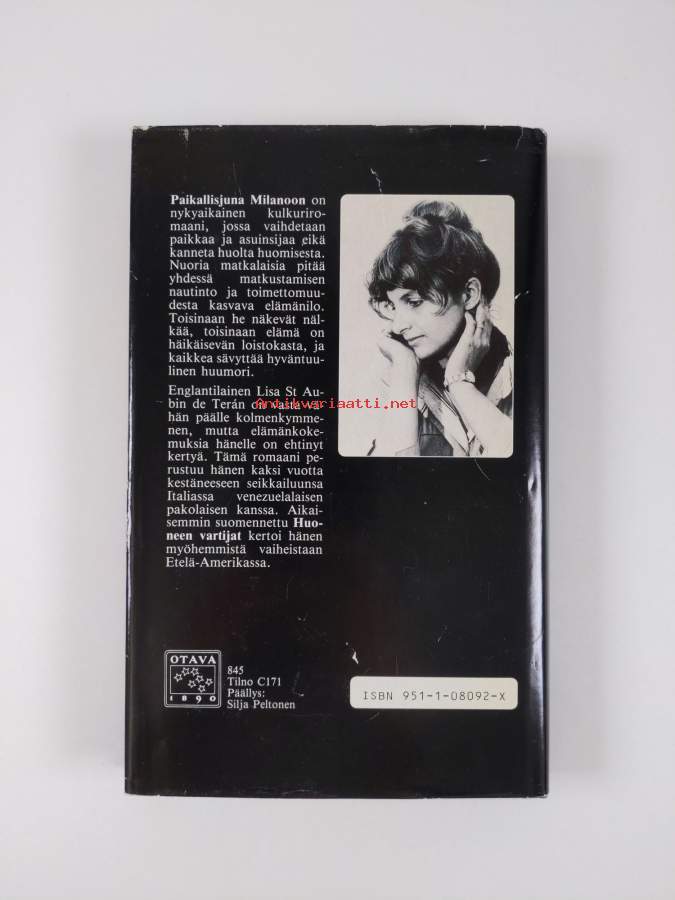 Paikallisjuna Milanoon on
nykyaikainen kulkuriro-
maani, jossa vaihdetaan
paikkaa ja asuinsijaa eikä
kanneta huolta huomisesta.
Nuoria matkalaisia pitää
yhdessä matkustamisen
nautinto ja toimettomuu-
desta kasvava elämänilo.
Toisinaan he näkevät näl-
kää, toisinaan elämä on
häikäisevän loistokasta, ja
kaikkea sävyttää hyväntuu-
linen huumori.
Englantilainen Lisa St Au-
bin de Terán on vasta vä-
hän päälle kolmenkymme-
nen, mutta elämänkoke-
muksia hänelle on ehtinyt
kertyä. Tämä romaani pe-
rustuu hänen kaksi vuotta
kestäneeseen seikkailuunsa
Italiassa venezuelalaisen
pakolaisen kanssa. Aikai-
semmin suomennettu Huo-
neen vartijat kertoi hänen
myöhemmistä vaiheistaan
Etelä-Amerikassa.
Antikvariaatti.net
OTAVA
1890
845
Tilno C171
Päällys:
Silja Peltonen
ISBN 951-1-08092-X